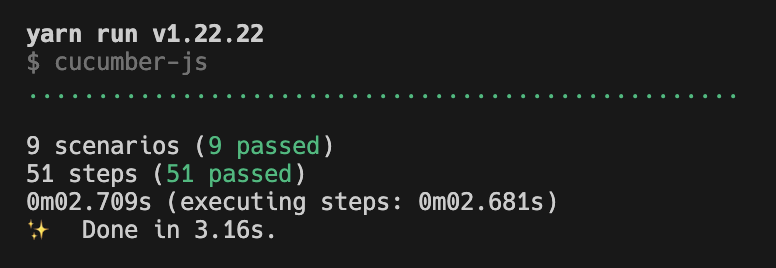 yarn run v1.22.22
$ cucumber-js
...................................................
9 scenarios (9 passed)
51 steps (51 passed)
0m02.709s (executing steps: 0m02.681s)
✨ Done in 3.16s.